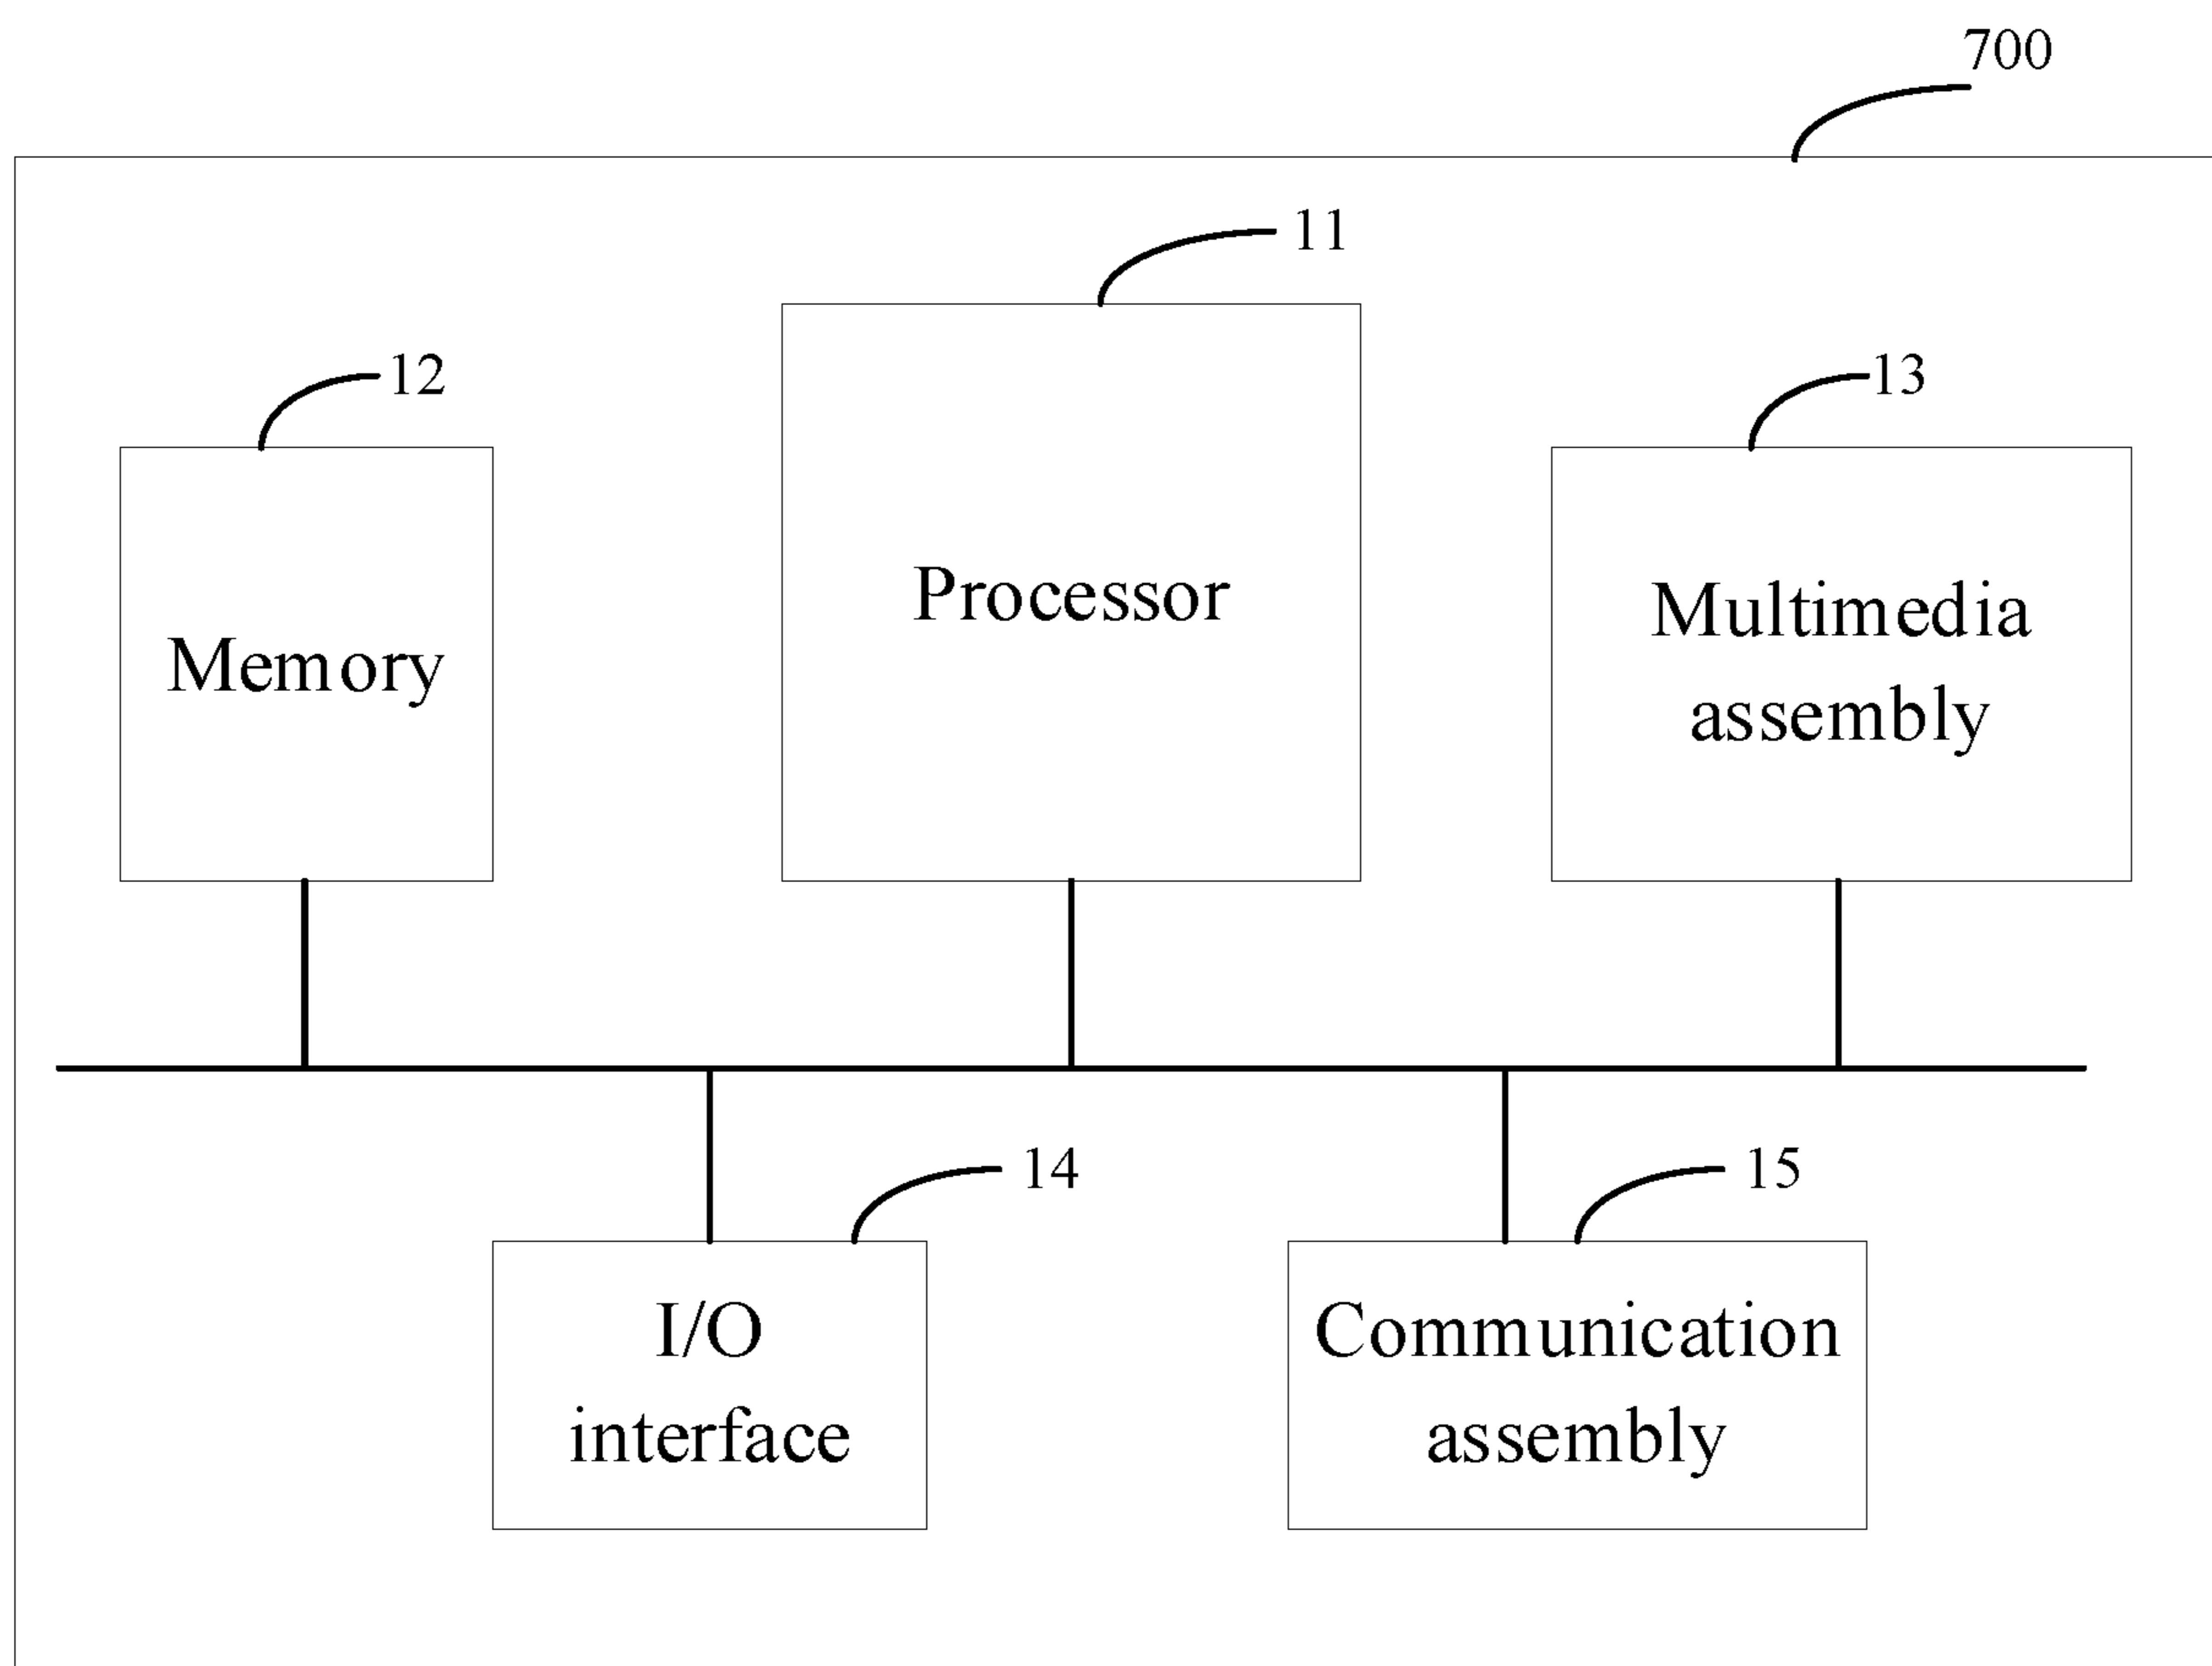 700
11
12
13
Processor
Memory
Multimedia
assembly
14
15
I/O
interface
Communication
assembly